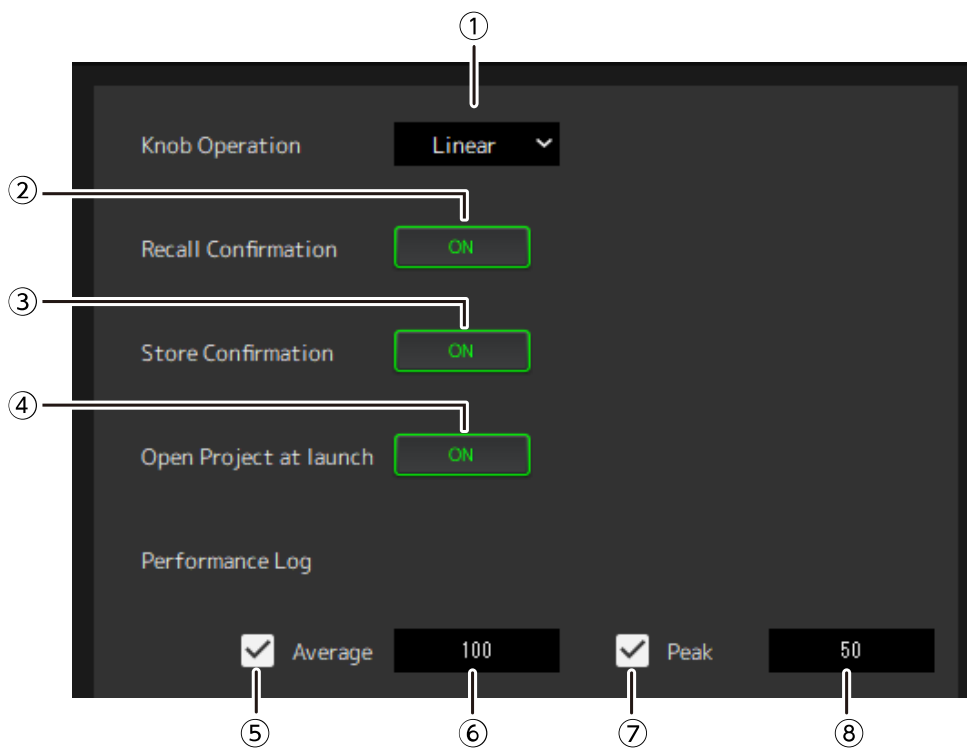 ①
Knob Operation Linear
②
Recall Confirmation ON
③
Store Confirmation ON
④
Open Project at launch ON
Performance Log
Average 100 Peak 50
⑤ ⑥ ⑦ ⑧